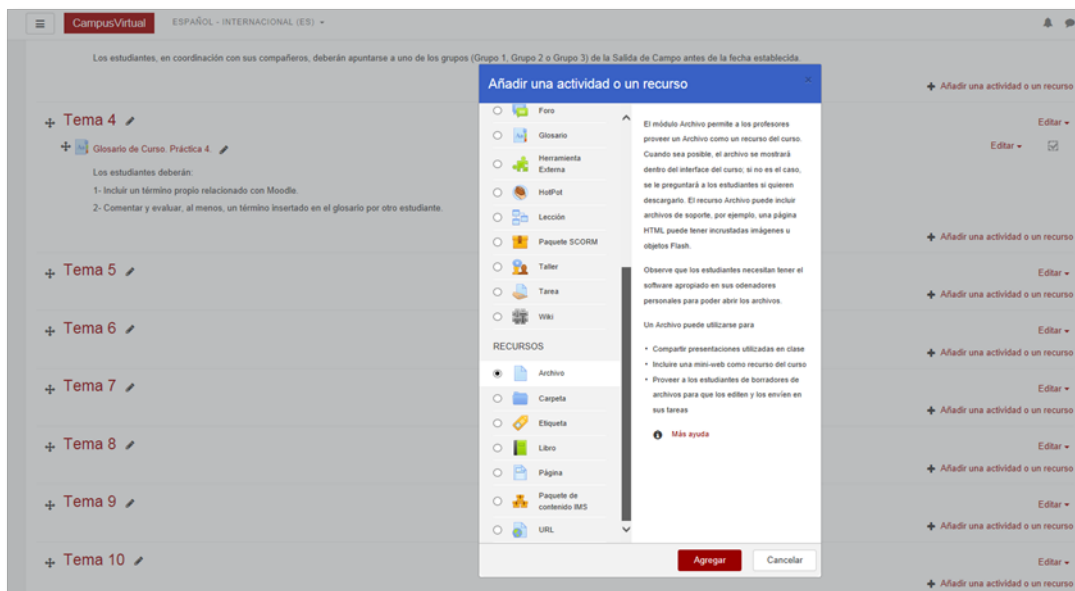 CampusVirtual ESPAÑOL - INTERNACIONAL (ES)
Los estudiantes, en coordinación con sus compañeros, deberán apuntarse a uno de los grupos (Grupo 1, Grupo 2 o Grupo 3) de la Salida de Campo antes de la fecha establecida.
Añadir una actividad o un recurso
Tema 4
Editar
Glosario de Curso. Práctica 4.
Editar
Los estudiantes deberán:
1- Incluir un término propio relacionado con Moodle.
2- Comentar y evaluar, al menos, un término insertado en el glosario por otro estudiante.
Añadir una actividad o un recurso
Tema 5
Editar
Añadir una actividad o un recurso
Tema 6
Editar
Añadir una actividad o un recurso
Tema 7
Editar
Añadir una actividad o un recurso
Tema 8
Editar
Añadir una actividad o un recurso
Tema 9
Editar
Añadir una actividad o un recurso
Tema 10
Editar
Añadir una actividad o un recurso
Añadir una actividad o un recurso
×
Foro
Glosario
Herramienta
Externa
HotPot
Lección
Paquete SCORM
Taller
Tarea
Wiki
RECURSOS
Archivo
Carpeta
Etiqueta
Libro
Página
Paquete de
contenido IMS
URL
El módulo Archivo permite a los profesores
proveer un Archivo como un recurso del curso.
Cuando sea posible, el archivo se mostrará
dentro del interface del curso; si no es el caso,
se le preguntará a los estudiantes si quieren
descargarlo. El recurso Archivo puede incluir
archivos de soporte, por ejemplo, una página
HTML puede tener incrustadas imágenes u
objetos Flash.
Observe que los estudiantes necesitan tener el
software apropiado en sus odenadores
personales para poder abrir los archivos.
Un Archivo puede utilizarse para
• Compartir presentaciones utilizadas en clase
• Incluire una mini-web como recurso del curso
• Proveer a los estudiantes de borradores de
archivos para que los editen y los envíen en
sus tareas
Más ayuda
Agregar
Cancelar